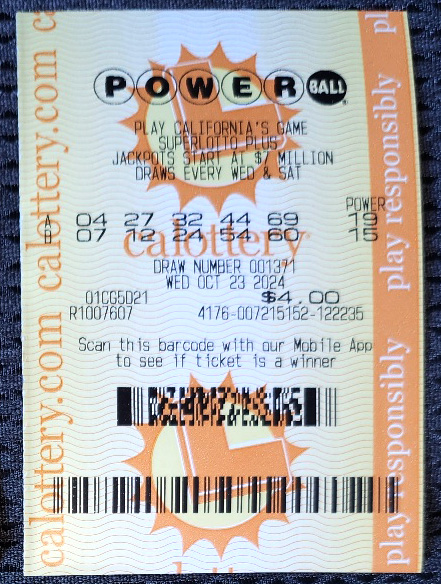 POWER BALL
PLAY CALIFORNIA'S GAME
SUPERLOTTO PLUS
JACKPOTS START AT $7 MILLION
DRAWS EVERY WED & SAT
POWER
A 04 27 32 44 69 19
B 07 12 24 54 60 15
calottery
DRAW NUMBER 001371
WED OCT 23 2024
01CG5D21 $4.00
R1007607 4176-007215152-122235
Scan this barcode with our Mobile App
to see if ticket is a winner
calottery.com calottery.com
play responsibly play responsibly pl